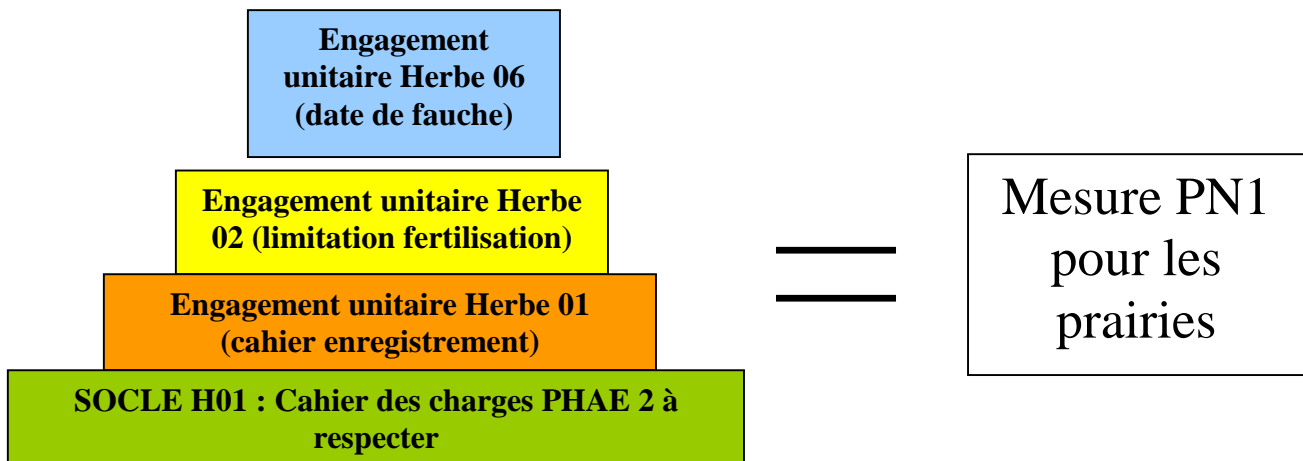 Engagement
unitaire Herbe 06
(date de fauche)
Engagement unitaire Herbe
02 (limitation fertilisation)
Engagement unitaire Herbe 01
(cahier enregistrement)
SOCLE H01 : Cahier des charges PHAE 2 à
respecter
=
Mesure PN1
pour les
prairies